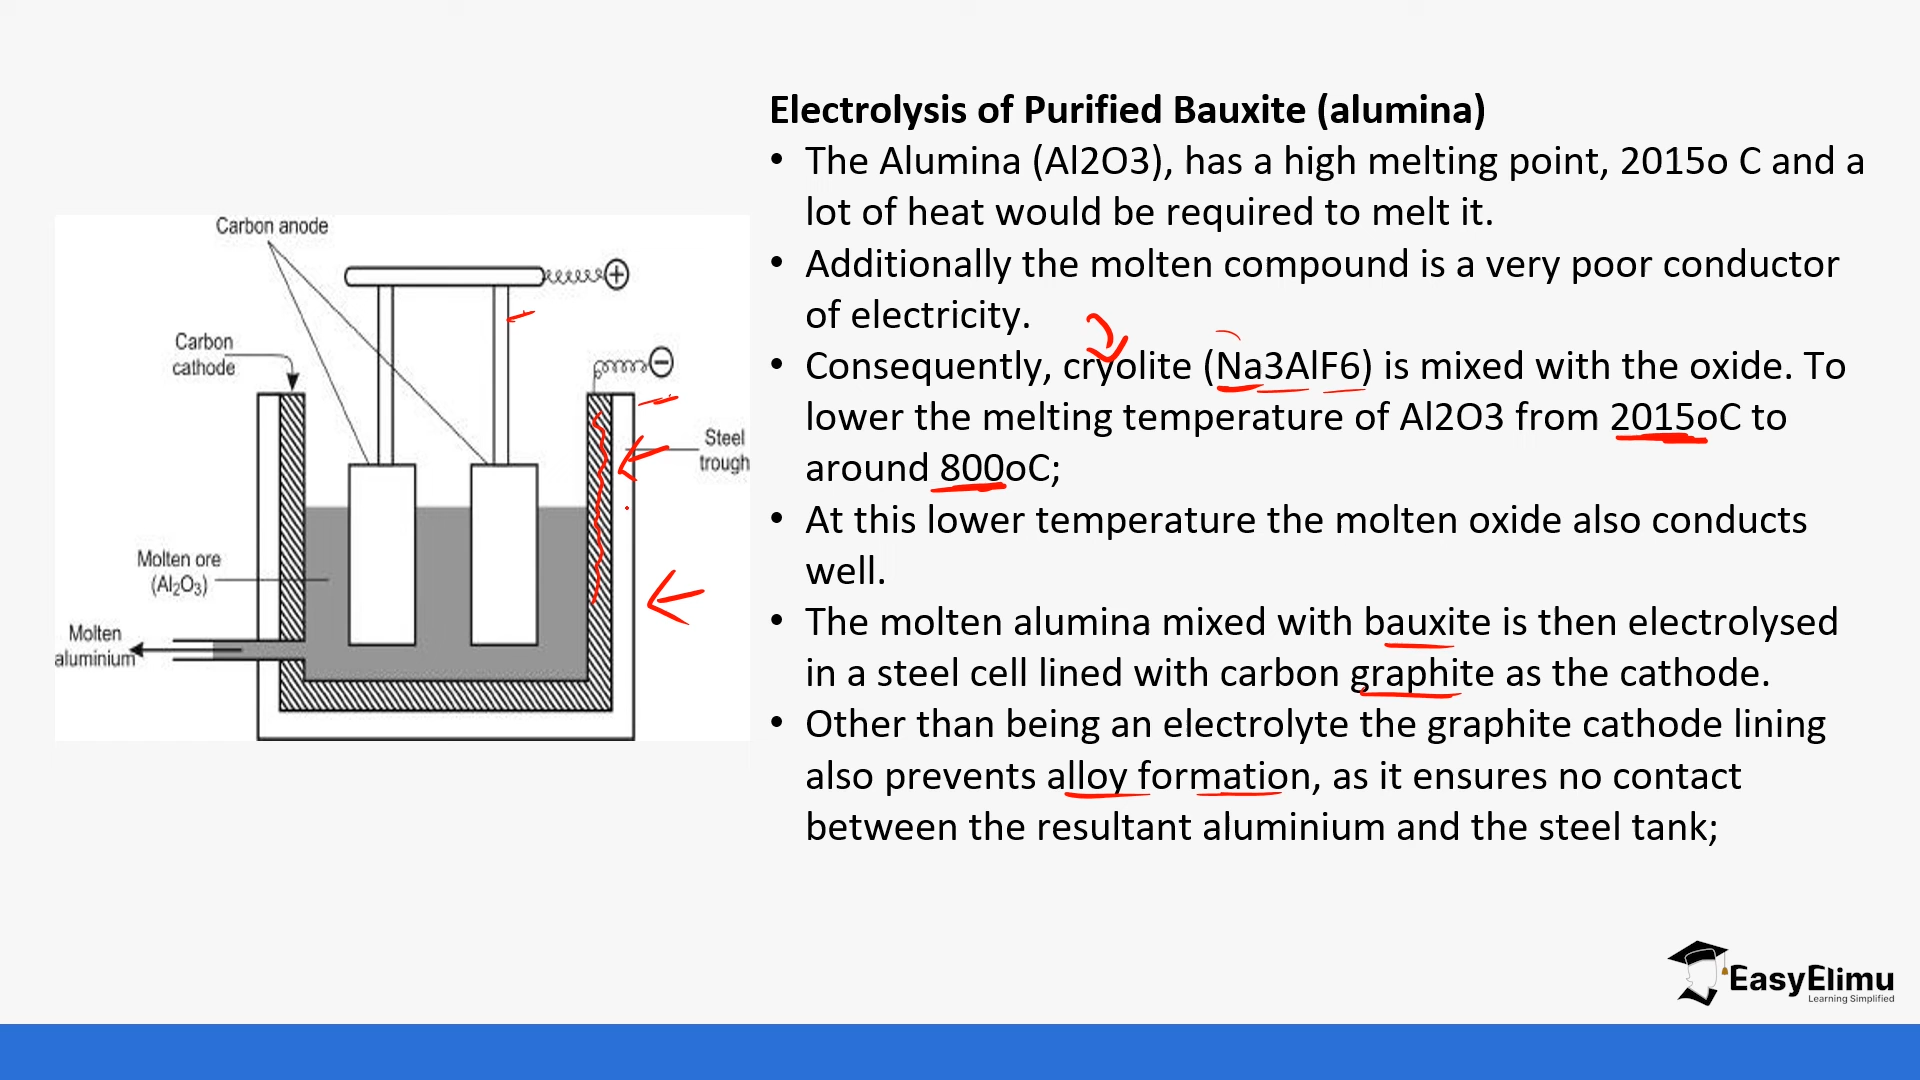 Electrolysis of Purified Bauxite (alumina)
• The Alumina (Al2O3), has a high melting point, 2015o C and a
lot of heat would be required to melt it.
• Additionally the molten compound is a very poor conductor
of electricity.
• Consequently, cryolite (Na3AlF6) is mixed with the oxide. To
lower the melting temperature of Al2O3 from 2015oC to
around 800oC;
• At this lower temperature the molten oxide also conducts
well.
• The molten alumina mixed with bauxite is then electrolysed
in a steel cell lined with carbon graphite as the cathode.
• Other than being an electrolyte the graphite cathode lining
also prevents alloy formation, as it ensures no contact
between the resultant aluminium and the steel tank;
Carbon anode
+
Carbon
cathode
−
Steel
trough
Molten ore
(Al₂O₃)
Molten
aluminium
EasyElimu
Learning Simplified